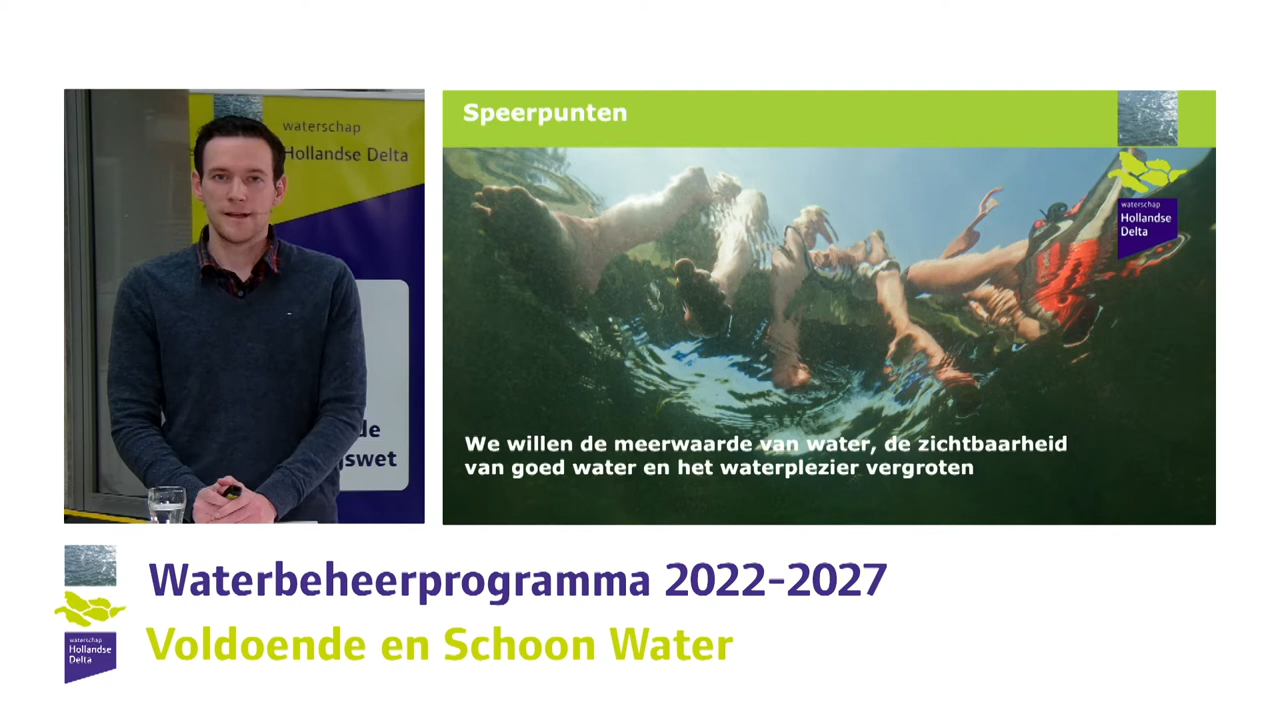 waterschap
Hollandse Delta
de
jswet
Speerpunten
waterschap
Hollandse
Delta
We willen de meerwaarde van water, de zichtbaarheid
van goed water en het waterplezier vergroten
Waterbeheerprogramma 2022-2027
Voldoende en Schoon Water
waterschap
Hollandse
Delta